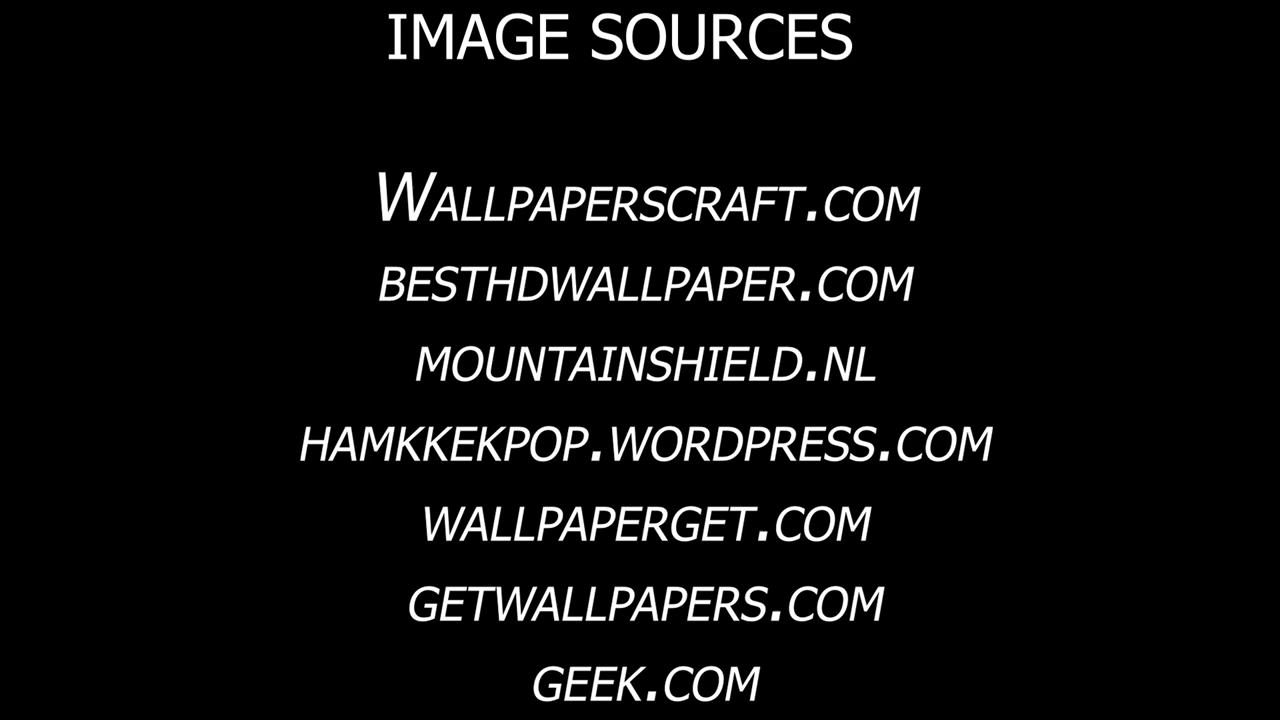 IMAGE SOURCES
WALLPAPERSCRAFT.COM
BESTHDWALLPAPER.COM
MOUNTAINSHIELD.NL
HAMKKEKPOP.WORDPRESS.COM
WALLPAPERGET.COM
GETWALLPAPERS.COM
GEEK.COM